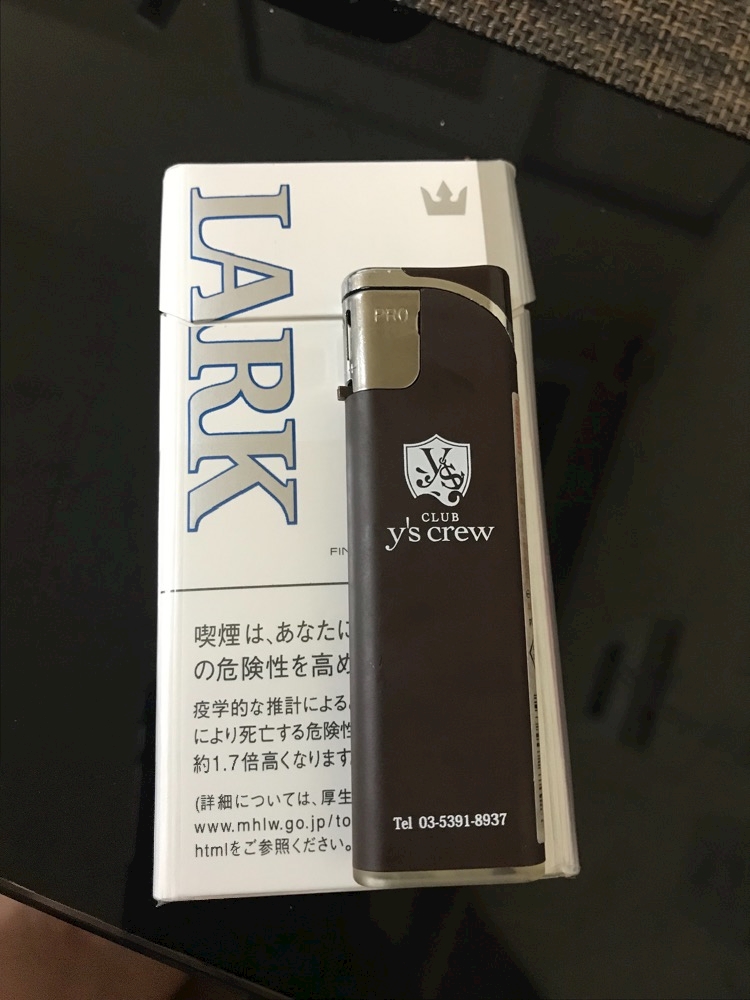 LARK
PRO
y's
CLUB
y's crew
FIN
喫煙は、あなたに
の危険性を高め
疫学的な推計による
により死亡する危険性
約1.7倍高くなります
(詳細については、厚生
www.mhlw.go.jp/to
htmlをご参照ください。
Tel 03-5391-8937